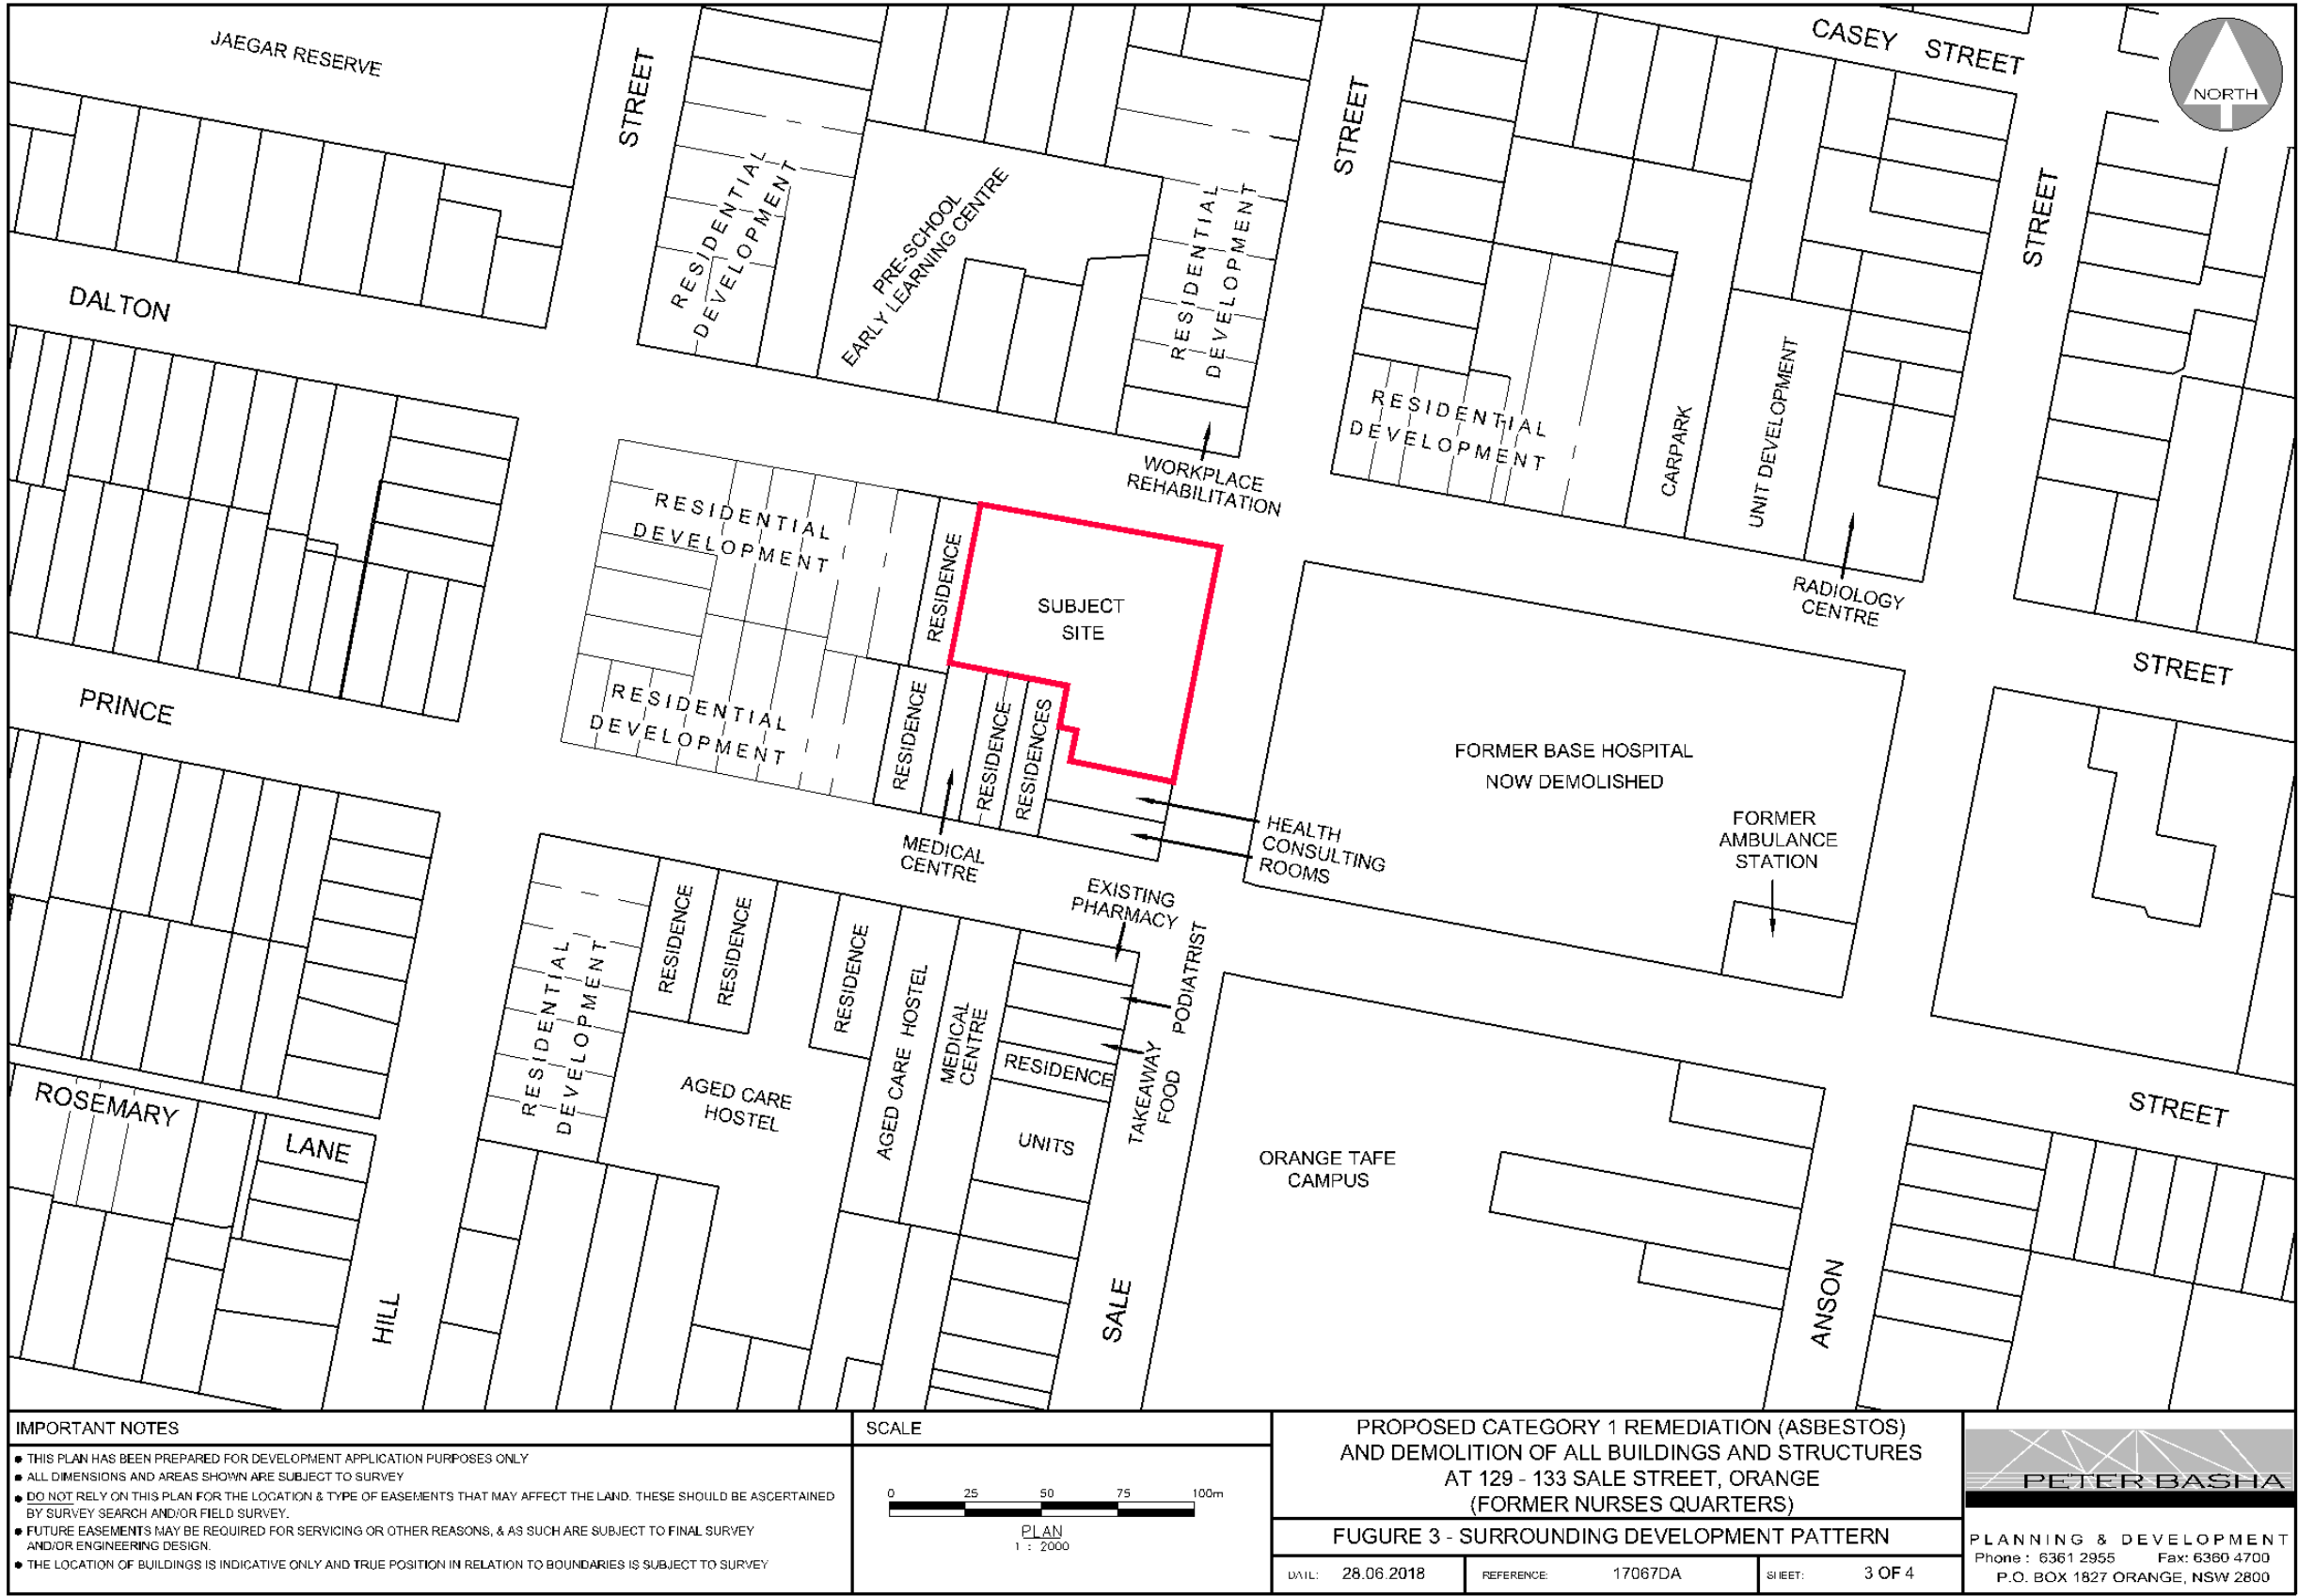 JAEGAR RESERVE
STREET
STREET
CASEY STREET
NORTH
STREET
RESIDENTIAL
DEVELOPMENT
PRE-SCHOOL
EARLY LEARNING CENTRE
RESIDENTIAL
DEVELOPMENT
DALTON
RESIDENTIAL
DEVELOPMENT
CARPARK
UNIT DEVELOPMENT
WORKPLACE
REHABILITATION
RESIDENTIAL
DEVELOPMENT
RESIDENCE
SUBJECT
SITE
RADIOLOGY
CENTRE
STREET
PRINCE
RESIDENTIAL
DEVELOPMENT
RESIDENCE
RESIDENCE
RESIDENCES
FORMER BASE HOSPITAL
NOW DEMOLISHED
FORMER
AMBULANCE
STATION
HEALTH
CONSULTING
ROOMS
MEDICAL
CENTRE
EXISTING
PHARMACY
PODIATRIST
RESIDENTIAL
DEVELOPMENT
RESIDENCE
RESIDENCE
RESIDENCE
AGED CARE HOSTEL
MEDICAL
CENTRE
RESIDENCE
TAKEAWAY
FOOD
AGED CARE
HOSTEL
UNITS
ROSEMARY
LANE
ORANGE TAFE
CAMPUS
STREET
HILL
SALE
ANSON
IMPORTANT NOTES
● THIS PLAN HAS BEEN PREPARED FOR DEVELOPMENT APPLICATION PURPOSES ONLY
● ALL DIMENSIONS AND AREAS SHOWN ARE SUBJECT TO SURVEY
● DO NOT RELY ON THIS PLAN FOR THE LOCATION & TYPE OF EASEMENTS THAT MAY AFFECT THE LAND. THESE SHOULD BE ASCERTAINED
BY SURVEY SEARCH AND/OR FIELD SURVEY.
● FUTURE EASEMENTS MAY BE REQUIRED FOR SERVICING OR OTHER REASONS, & AS SUCH ARE SUBJECT TO FINAL SURVEY
AND/OR ENGINEERING DESIGN.
● THE LOCATION OF BUILDINGS IS INDICATIVE ONLY AND TRUE POSITION IN RELATION TO BOUNDARIES IS SUBJECT TO SURVEY
SCALE
0 25 50 75 100m
PLAN
1 : 2000
PROPOSED CATEGORY 1 REMEDIATION (ASBESTOS)
AND DEMOLITION OF ALL BUILDINGS AND STRUCTURES
AT 129 - 133 SALE STREET, ORANGE
(FORMER NURSES QUARTERS)
FUGURE 3 - SURROUNDING DEVELOPMENT PATTERN
DATE: 28.06.2018 REFERENCE: 17067DA SHEET: 3 OF 4
PETER BASHA
PLANNING & DEVELOPMENT
Phone : 6361 2955 Fax: 6360 4700
P.O. BOX 1827 ORANGE, NSW 2800